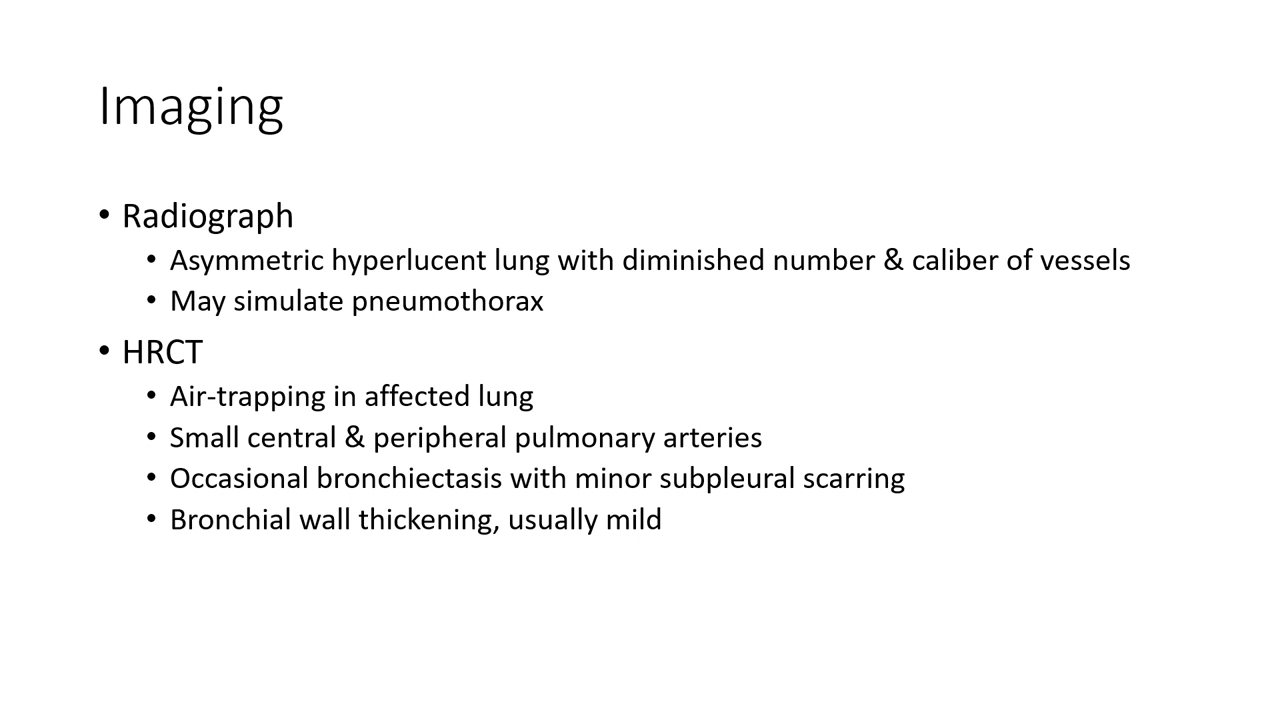 Imaging
• Radiograph
• Asymmetric hyperlucent lung with diminished number & caliber of vessels
• May simulate pneumothorax
• HRCT
• Air-trapping in affected lung
• Small central & peripheral pulmonary arteries
• Occasional bronchiectasis with minor subpleural scarring
• Bronchial wall thickening, usually mild